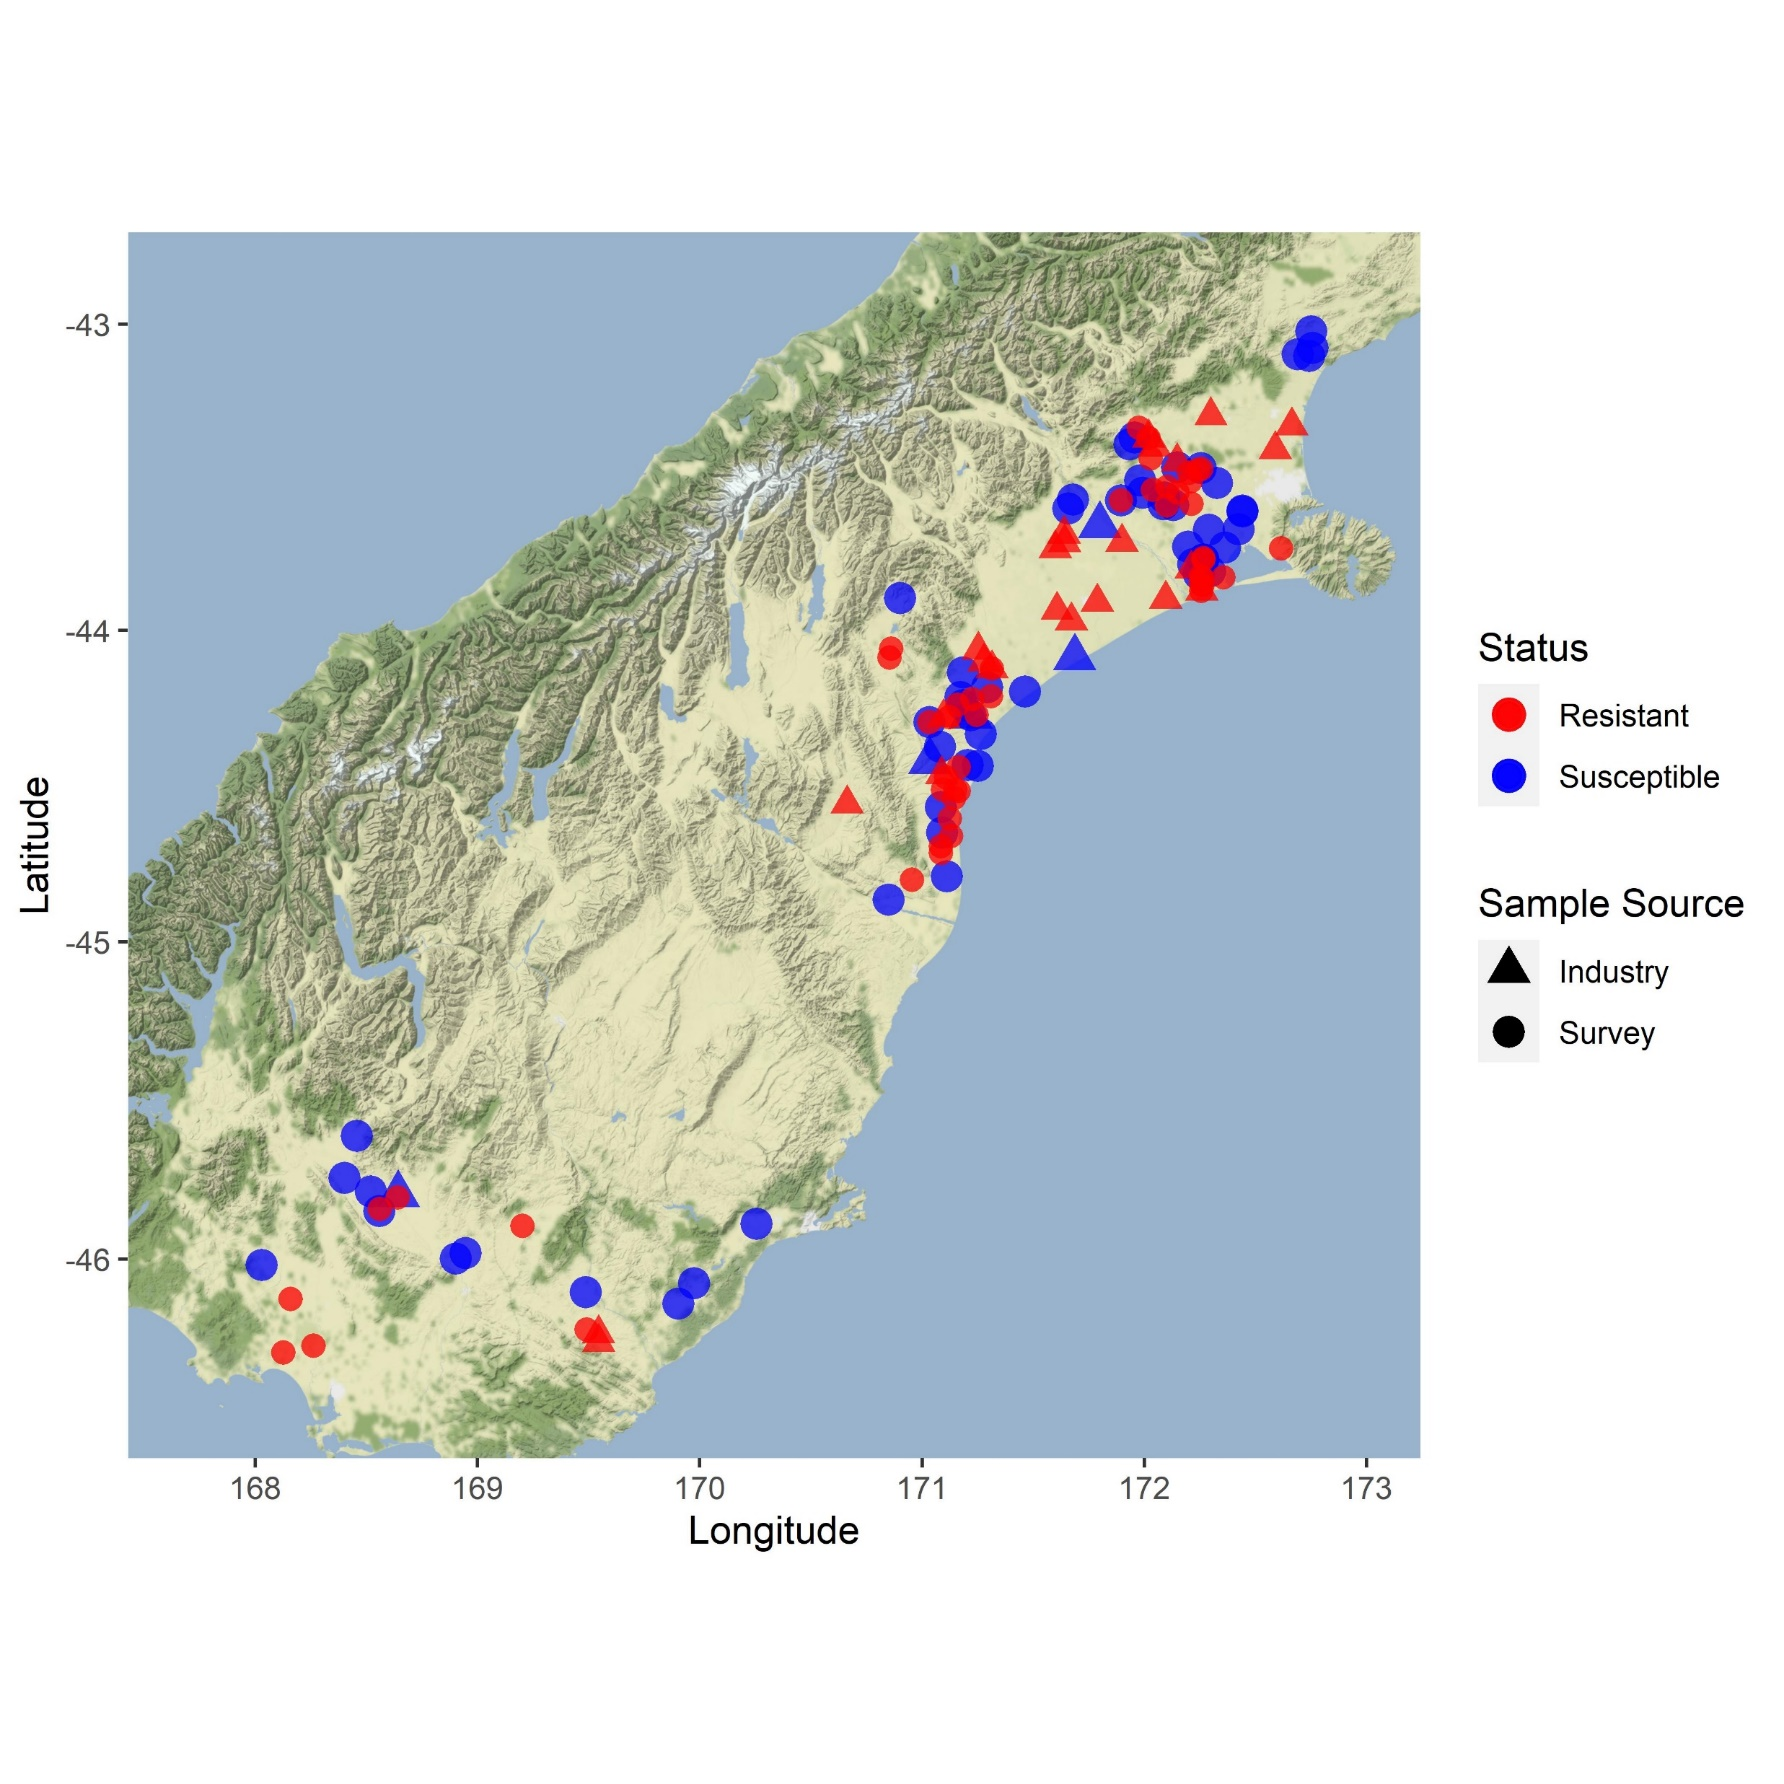 -43
-44
-45
-46
Latitude
168
169
170
171
172
173
Longitude
Status
Resistant
Susceptible
Sample Source
Industry
Survey